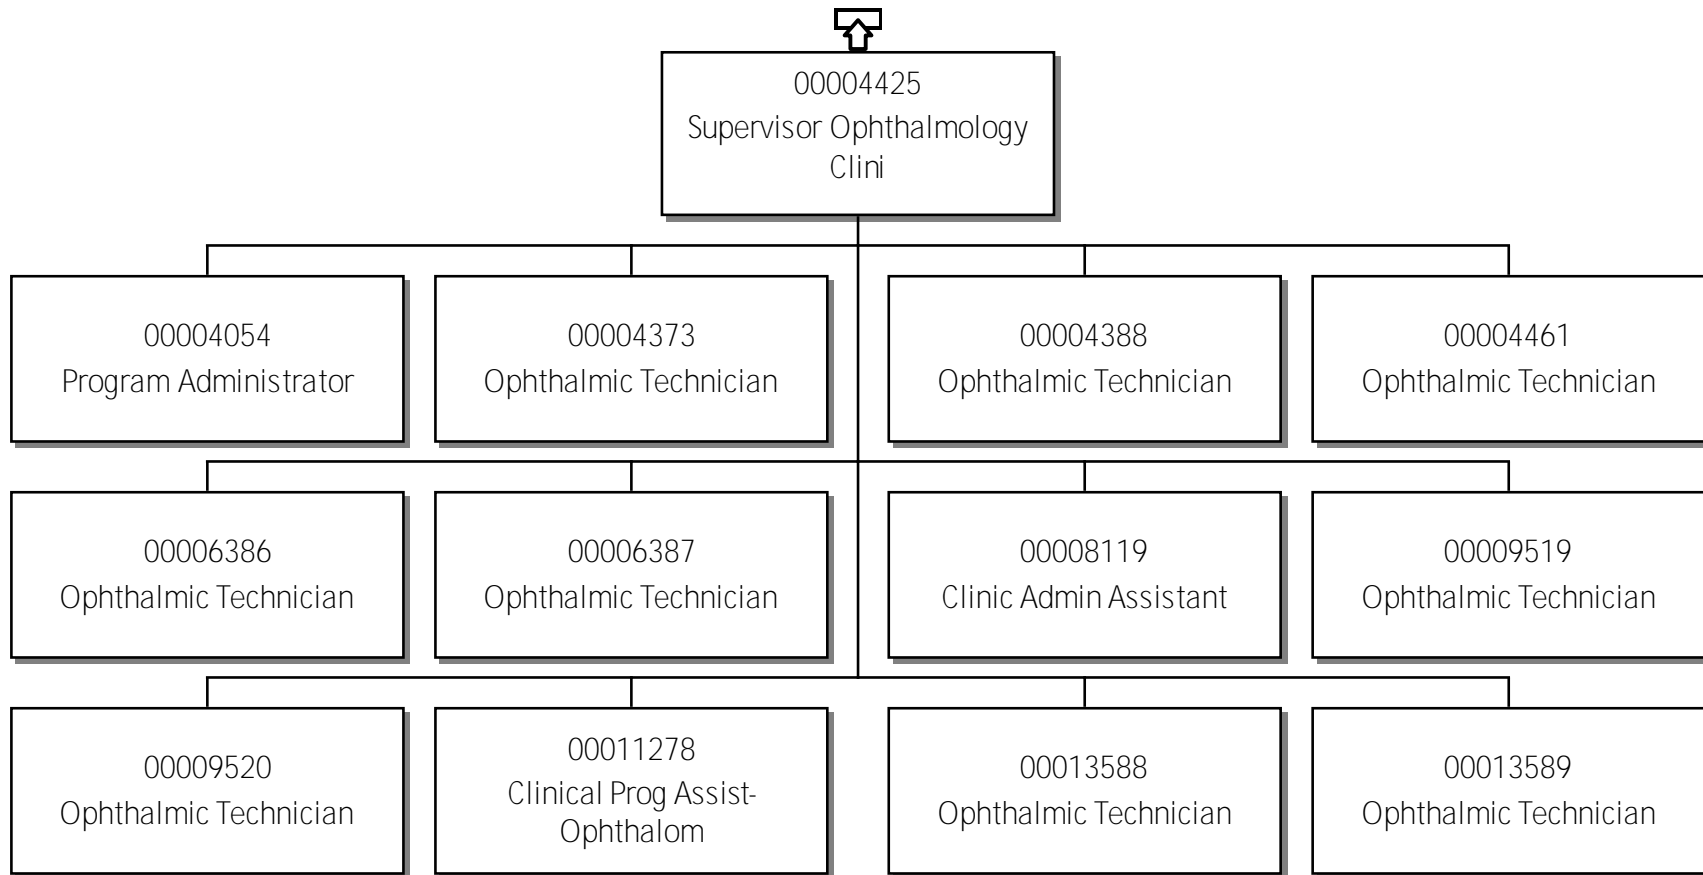 00004425
Supervisor Ophthalmology
Clini
00004054
Program Administrator
00004373
Ophthalmic Technician
00004388
Ophthalmic Technician
00004461
Ophthalmic Technician
00006386
Ophthalmic Technician
00006387
Ophthalmic Technician
00008119
Clinic Admin Assistant
00009519
Ophthalmic Technician
00009520
Ophthalmic Technician
00011278
Clinical Prog Assist-
Ophthalom
00013588
Ophthalmic Technician
00013589
Ophthalmic Technician